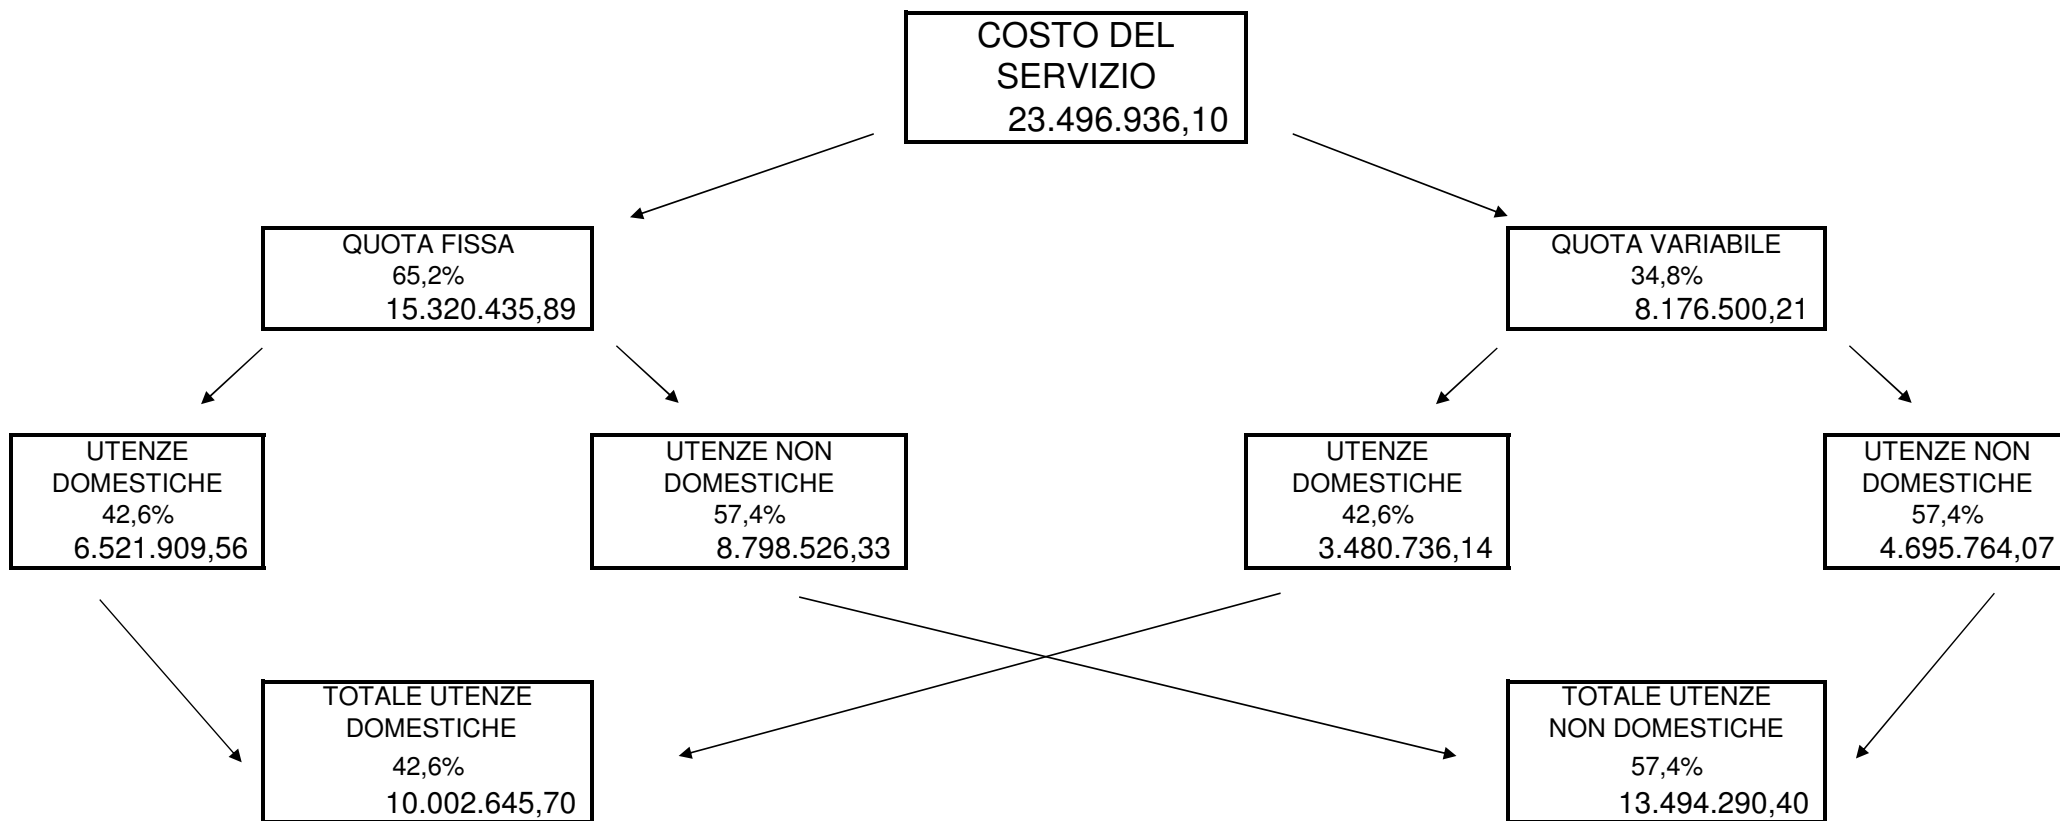 COSTO DEL
SERVIZIO
23.496.936,10
QUOTA FISSA
65,2%
15.320.435,89
QUOTA VARIABILE
34,8%
8.176.500,21
UTENZE
DOMESTICHE
42,6%
6.521.909,56
UTENZE NON
DOMESTICHE
57,4%
8.798.526,33
UTENZE
DOMESTICHE
42,6%
3.480.736,14
UTENZE NON
DOMESTICHE
57,4%
4.695.764,07
TOTALE UTENZE
DOMESTICHE
42,6%
10.002.645,70
TOTALE UTENZE
NON DOMESTICHE
57,4%
13.494.290,40